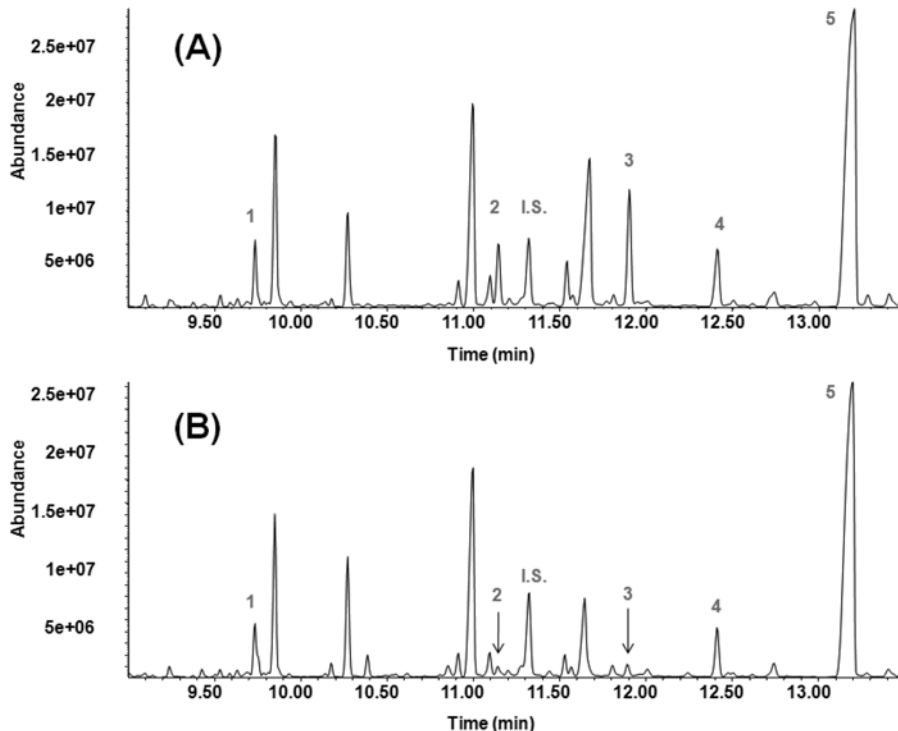 (A)
Abundance
2.5e+07
2e+07
1.5e+07
1e+07
5e+06
1
2
I.S.
3
4
5
9.50 10.00 10.50 11.00 11.50 12.00 12.50 13.00
Time (min)
(B)
Abundance
2.5e+07
2e+07
1.5e+07
1e+07
5e+06
1
2
I.S.
3
4
5
9.50 10.00 10.50 11.00 11.50 12.00 12.50 13.00
Time (min)